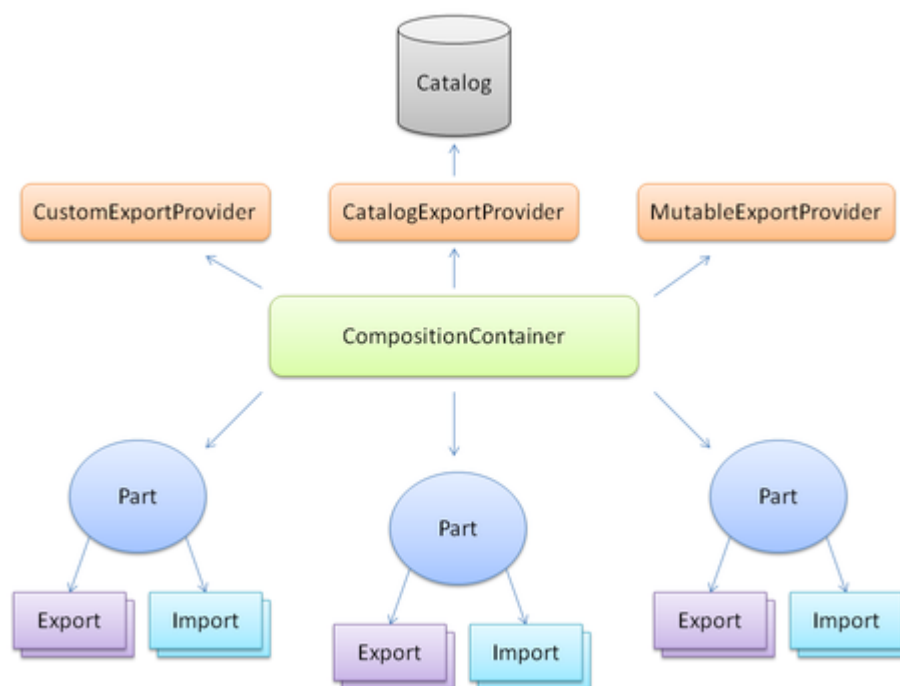 Catalog
CustomExportProvider
CatalogExportProvider
MutableExportProvider
CompositionContainer
Part
Part
Part
Export
Import
Export
Import
Export
Import